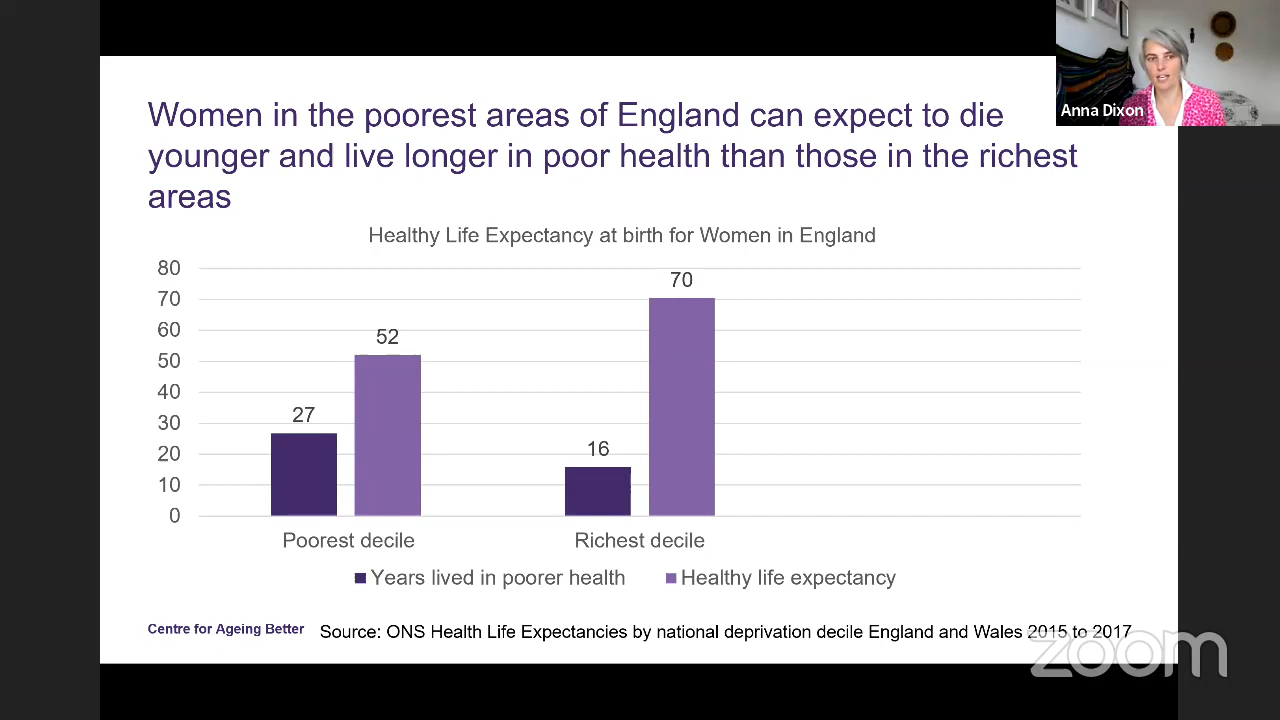 Anna Dixon
Women in the poorest areas of England can expect to die
younger and live longer in poor health than those in the richest
areas
Healthy Life Expectancy at birth for Women in England
80
70
60
50
40
30
20
10
0
27
52
16
70
Poorest decile
Richest decile
Years lived in poorer health
Healthy life expectancy
Centre for Ageing Better
Source: ONS Health Life Expectancies by national deprivation decile England and Wales 2015 to 2017
zoom